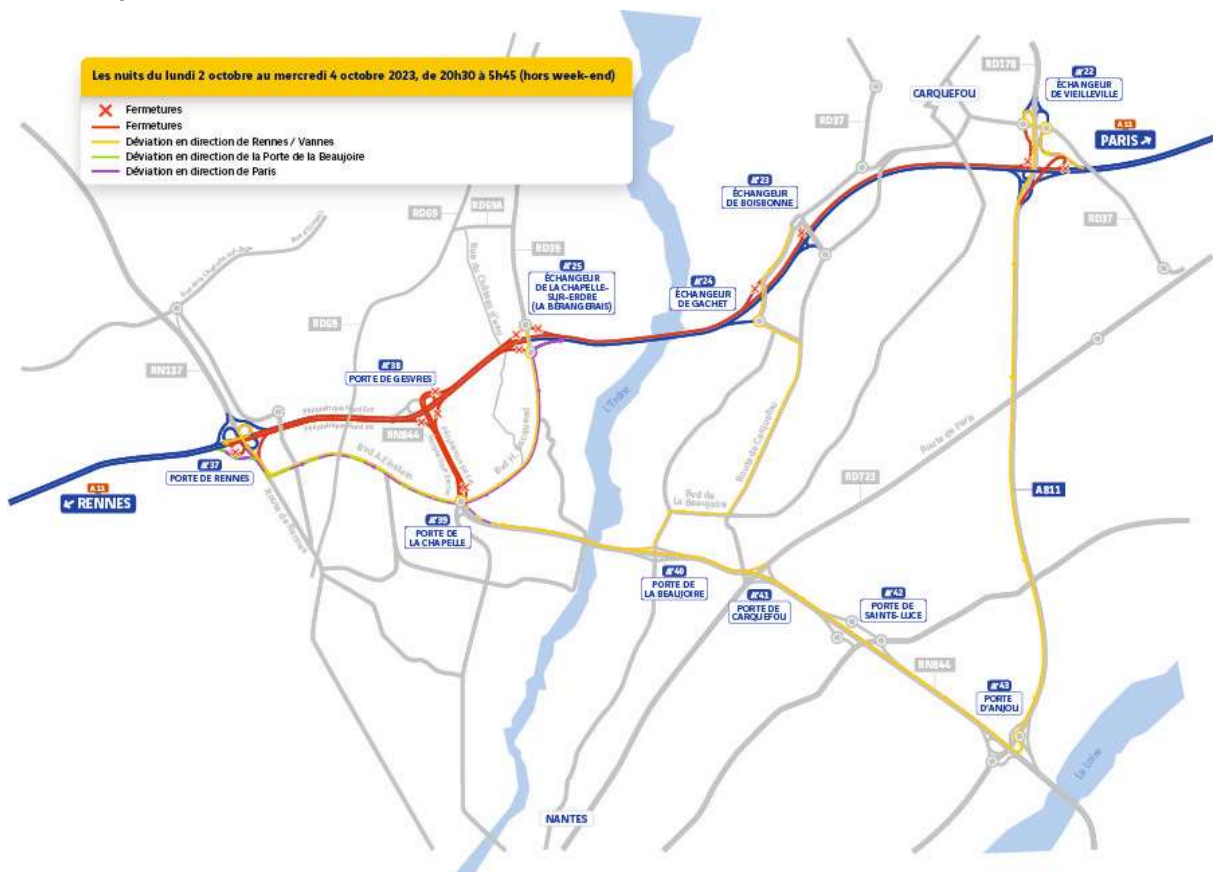 Les nuits du lundi 2 octobre au mercredi 4 octobre 2023, de 20h30 à 5h45 (hors week-end)
Fermetures
Fermetures
Déviation en direction de Rennes / Vannes
Déviation en direction de la Porte de la Beaujoire
Déviation en direction de Paris
RD178
22
ÉCHANGEUR
DE VIEILLEVILLE
CARQUEFOU
RD37
A 11
PARIS
23
ÉCHANGEUR
DE BOISBONNE
RD69
RD69A
RD39
RD37
25
ÉCHANGEUR
DE LA CHAPELLE-
SUR-ERDRE
(LA BÉRANGERAIS)
24
ÉCHANGEUR
DE GACHET
RD69
RN137
38
PORTE DE GESVRES
L'Erdre
RN844
Bvd A.Einstein
Route de Carquefou
Route de Paris
37
PORTE DE RENNES
Route de Rennes
A 11
RENNES
RD723
A811
Bvd de
La Beaujoire
39
PORTE DE
LA CHAPELLE
40
PORTE DE
LA BEAUJOIRE
41
PORTE DE
CARQUEFOU
42
PORTE DE
SAINTE-LUCE
RN844
43
PORTE
D'ANJOU
La Loire
NANTES